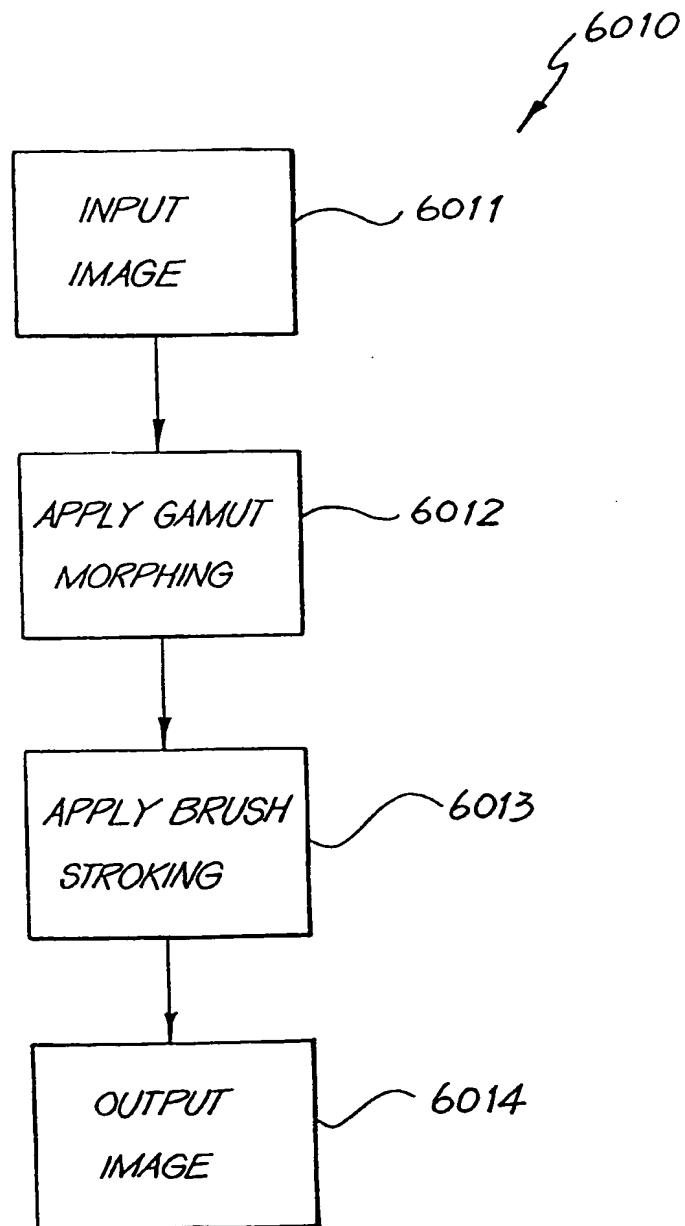 6010
INPUT
IMAGE
6011
APPLY GAMUT
MORPHING
6012
APPLY BRUSH
STROKING
6013
OUTPUT
IMAGE
6014